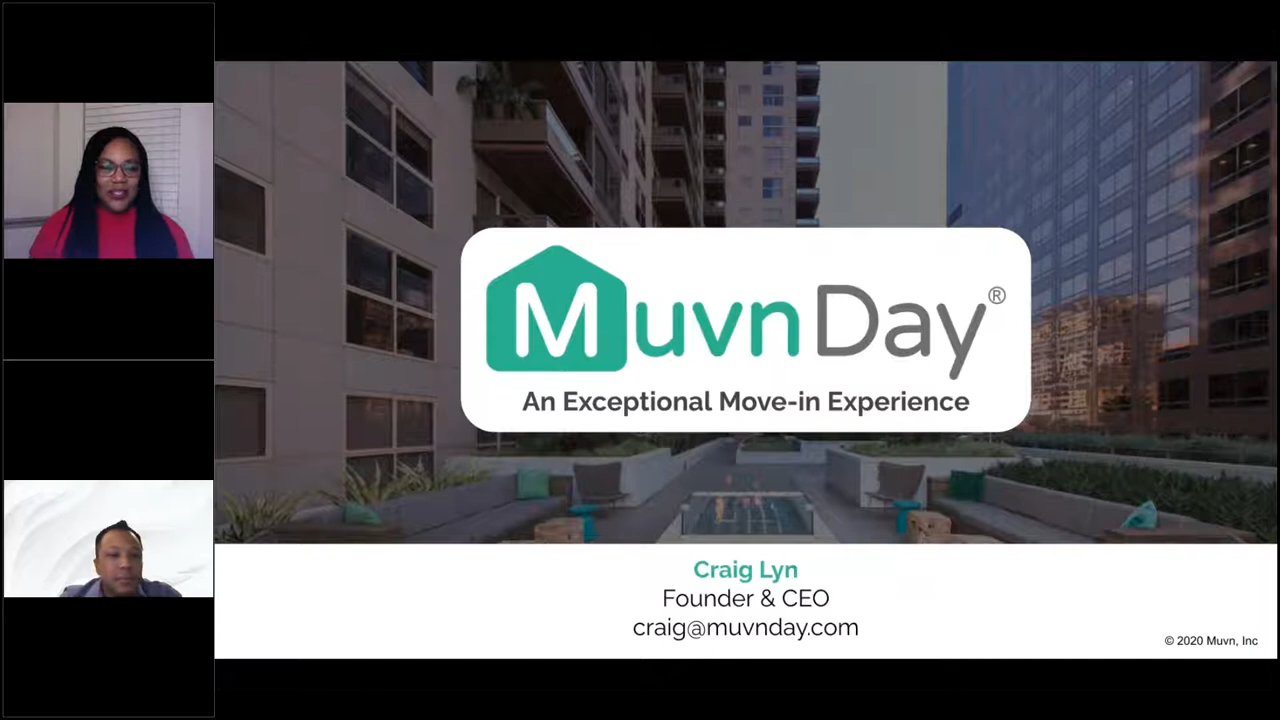 MuvnDay®
An Exceptional Move-in Experience
Craig Lyn
Founder & CEO
craig@muvnday.com
© 2020 Muvn, Inc